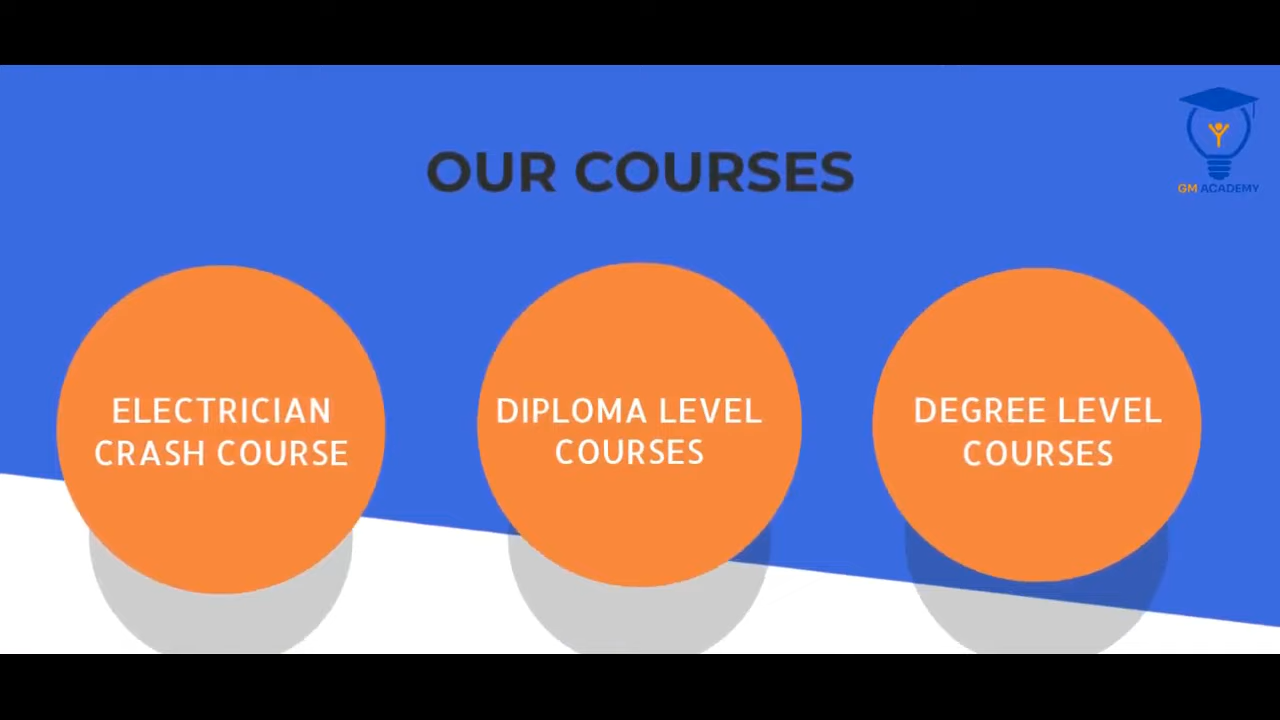 OUR COURSES
GM ACADEMY
ELECTRICIAN
CRASH COURSE
DIPLOMA LEVEL
COURSES
DEGREE LEVEL
COURSES